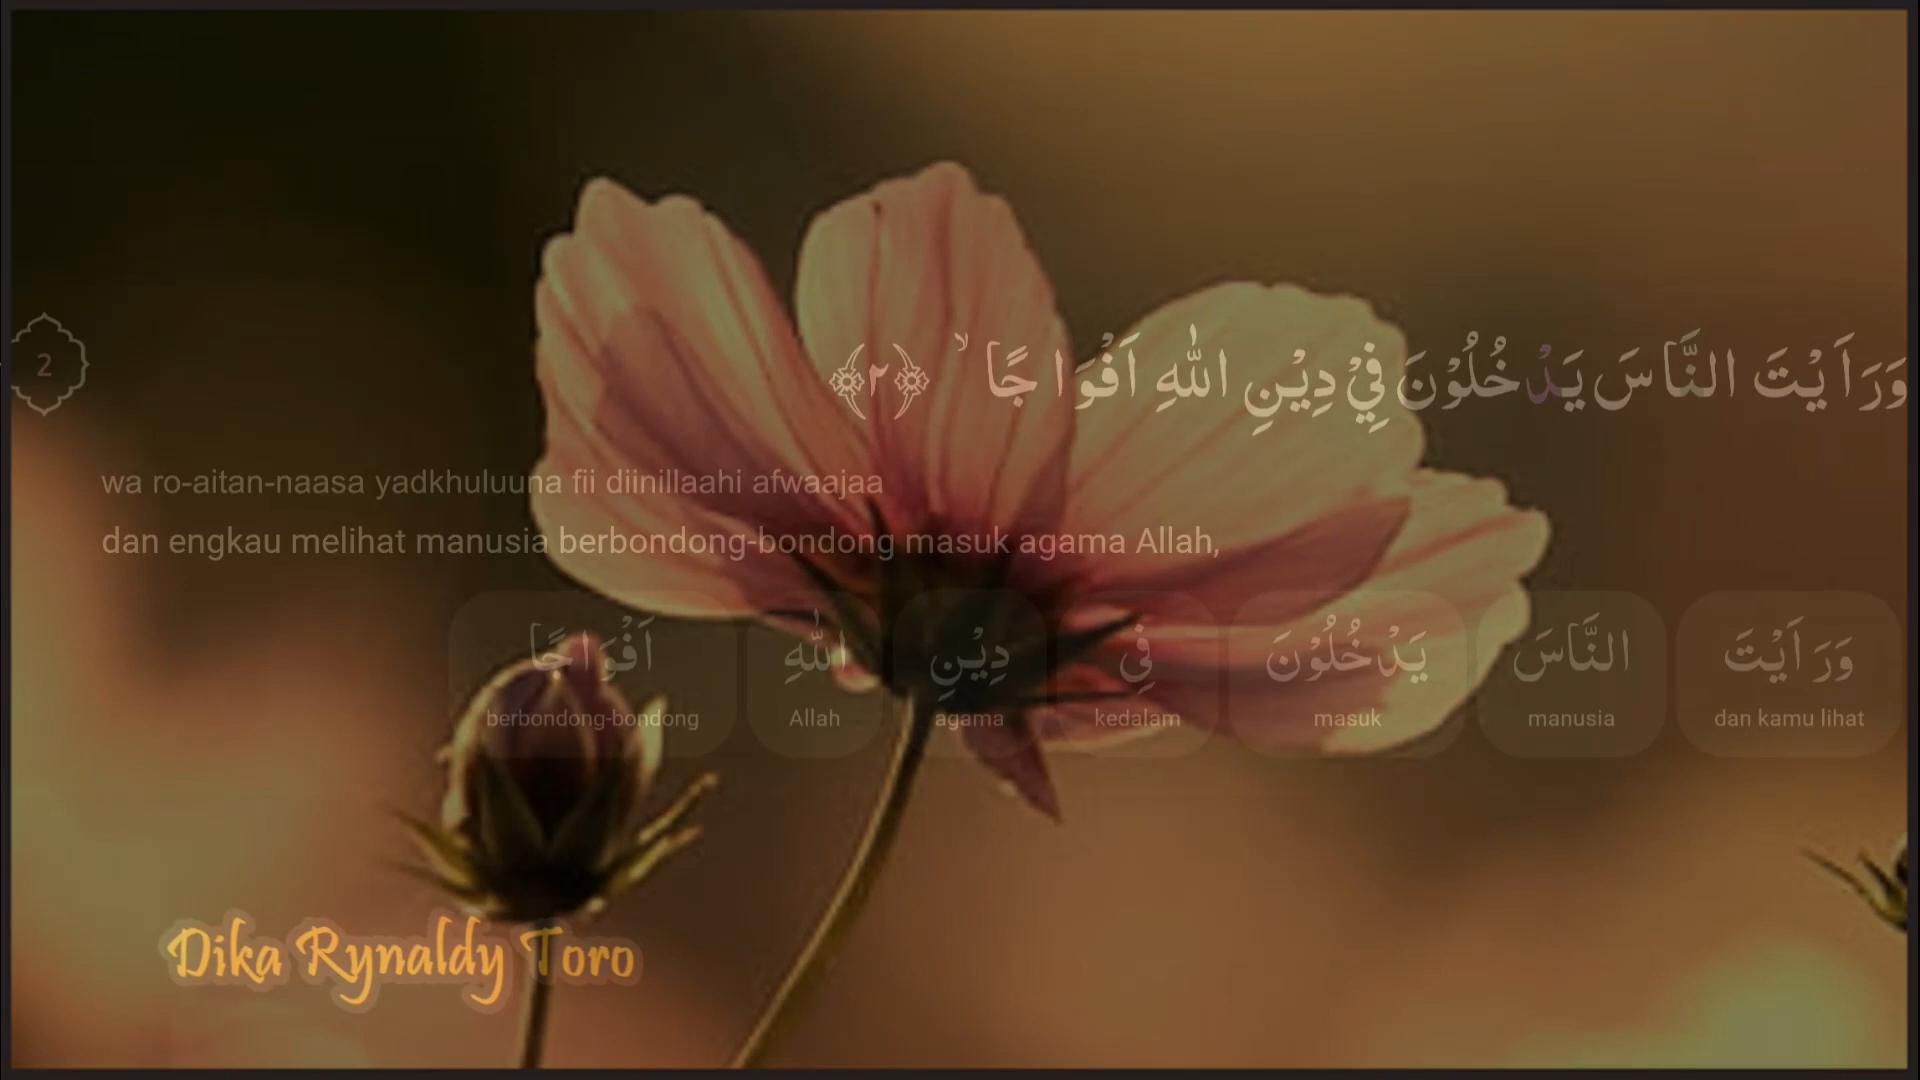 2
وَرَاَيْتَ النَّاسَ يَدْخُلُوْنَ فِيْ دِيْنِ اللّٰهِ اَفْوَاجًاۙ ﴿٢﴾
wa ro-aitan-naasa yadkhuluuna fii diinillaahi afwaajaa
dan engkau melihat manusia berbondong-bondong masuk agama Allah,
وَرَاَيْتَ النَّاسَ يَدْخُلُوْنَ فِى دِيْنِ اللّٰهِ اَفْوَاجًا
berbondong-bondong Allah agama kedalam masuk manusia dan kamu lihat
Dika Rynaldy Toro